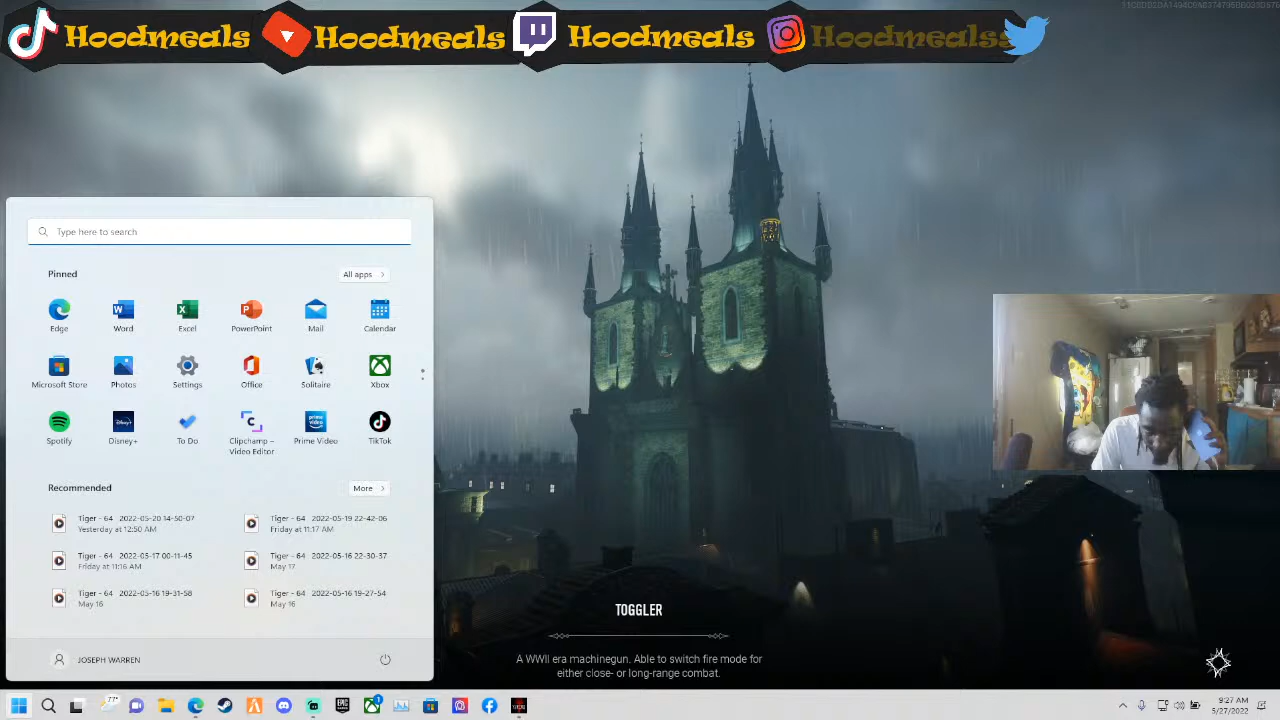 Hoodmeals Hoodmeals Hoodmeals Hoodmealss
Type here to search
Pinned
All apps
Edge Word Excel PowerPoint Mail Calendar
Microsoft Store Photos Settings Office Solitaire Xbox
Spotify Disney+ To Do Clipchamp – Video Editor Prime Video TikTok
Recommended
More
Tiger - 64 2022-05-20 14-50-07
Yesterday at 12:50 AM
Tiger - 64 2022-05-19 22-42-06
Friday at 11:17 AM
Tiger - 64 2022-05-17 00-11-45
Friday at 11:16 AM
Tiger - 64 2022-05-16 22-30-37
May 17
Tiger - 64 2022-05-16 19-31-58
May 16
Tiger - 64 2022-05-16 19-27-54
May 16
JOSEPH WARREN
TOGGLER
A WWII era machinegun. Able to switch fire mode for
either close- or long-range combat.
77°
9:27 AM
5/27/2022